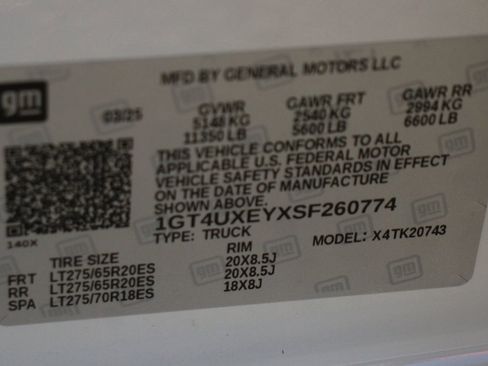 gm
MFD BY GENERAL MOTORS LLC
03/25
GVWR
5148 KG
11350 LB
GAWR FRT
2540 KG
5600 LB
GAWR RR
2994 KG
6600 LB
THIS VEHICLE CONFORMS TO ALL
APPLICABLE U.S. FEDERAL MOTOR
VEHICLE SAFETY STANDARDS IN EFFECT
ON THE DATE OF MANUFACTURE
SHOWN ABOVE.
1GT4UXEYXSF260774
TYPE: TRUCK
MODEL: X4TK20743
140X
TIRE SIZE RIM
FRT LT275/65R20ES 20X8.5J
RR LT275/65R20ES 20X8.5J
SPA LT275/70R18ES 18X8J